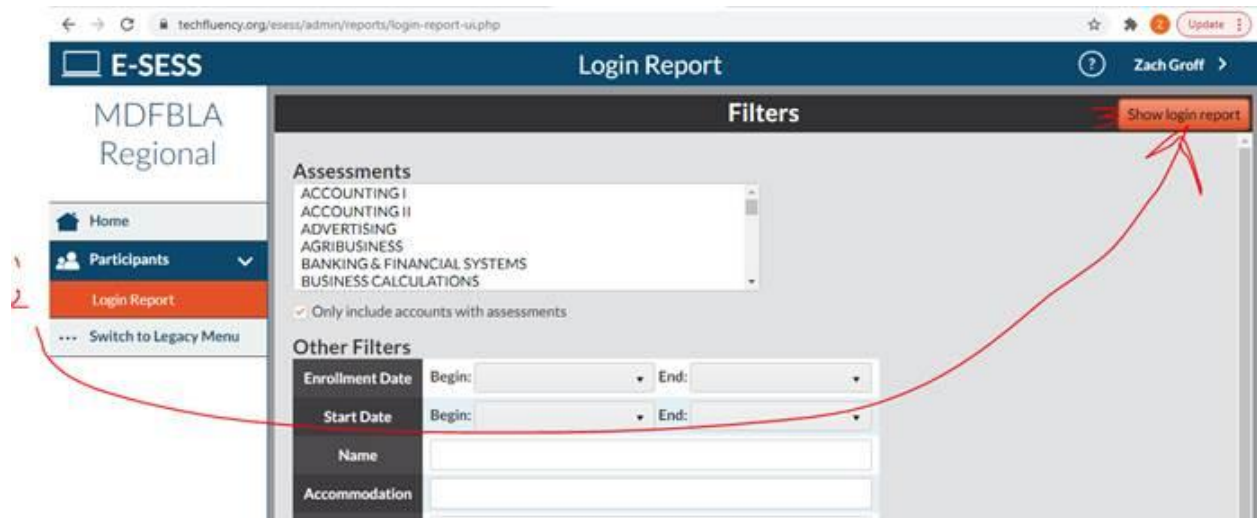 techfluency.org/esess/admin/reports/login-report-ui.php
Update
E-SESS
Login Report
?
Zach Groff >
MDFBLA
Regional
Filters
Show login report
Assessments
ACCOUNTING I
ACCOUNTING II
ADVERTISING
AGRIBUSINESS
BANKING & FINANCIAL SYSTEMS
BUSINESS CALCULATIONS
Only include accounts with assessments
Home
Participants
Login Report
... Switch to Legacy Menu
Other Filters
Enrollment Date Begin: End:
Start Date Begin: End:
Name
Accommodation